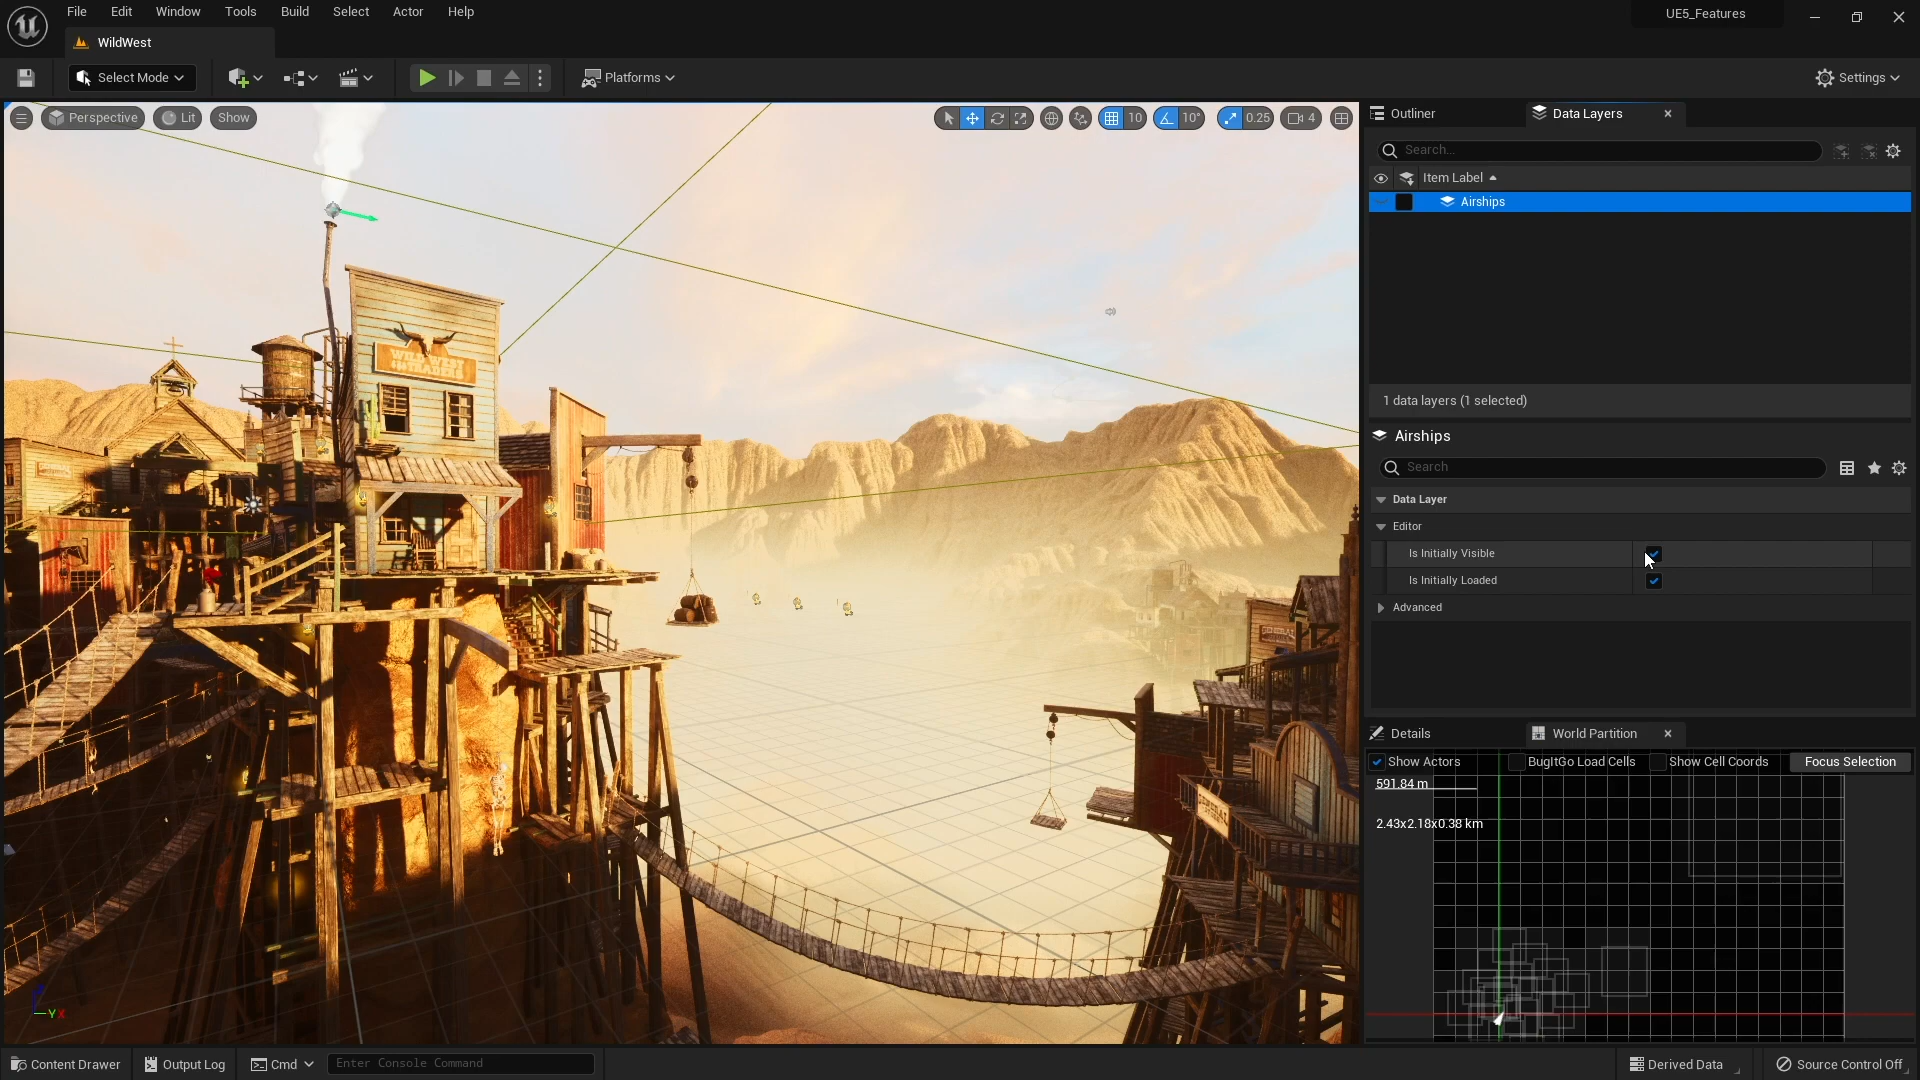 File Edit Window Tools Build Select Actor Help
UE5_Features
WildWest
Select Mode
Platforms
Settings
Perspective Lit Show
10 10° 0.25 4
Outliner
Data Layers
Search...
Item Label
Airships
1 data layers (1 selected)
Airships
Search
Data Layer
Editor
Is Initially Visible
Is Initially Loaded
Advanced
WILD WEST
TRADERS
Details
World Partition
Show Actors BugItGo Load Cells Show Cell Coords Focus Selection
591.84 m
2.43x2.18x0.38 km
Y X
Content Drawer Output Log Cmd Enter Console Command
Derived Data Source Control Off